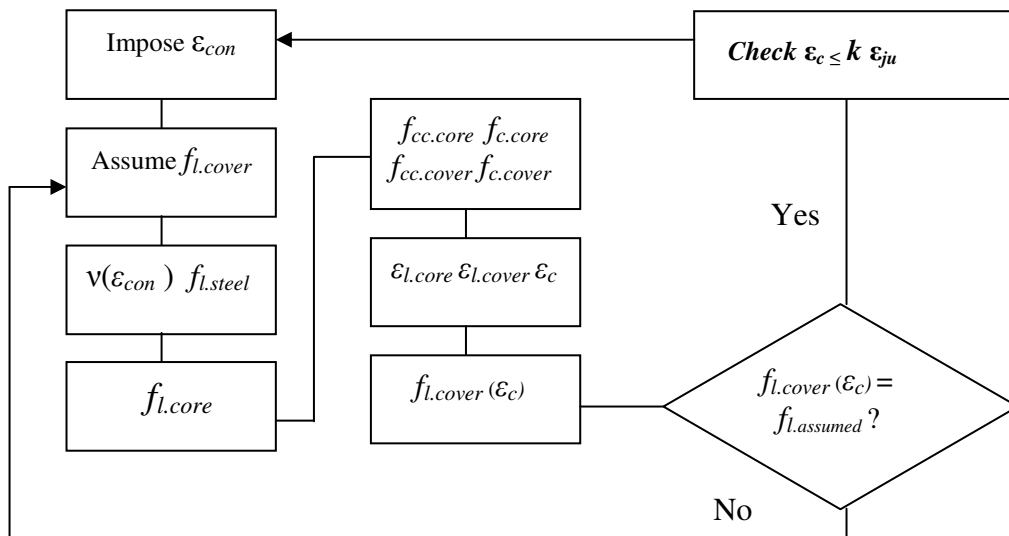 Impose ε_con
Assume f_l.cover
ν(ε_con ) f_l.steel
f_l.core
f_cc.core f_c.core
f_cc.cover f_c.cover
ε_l.core ε_l.cover ε_c
f_l.cover (ε_c)
f_l.cover (ε_c) =
f_l.assumed ?
Yes
No
Check ε_c ≤ k ε_ju